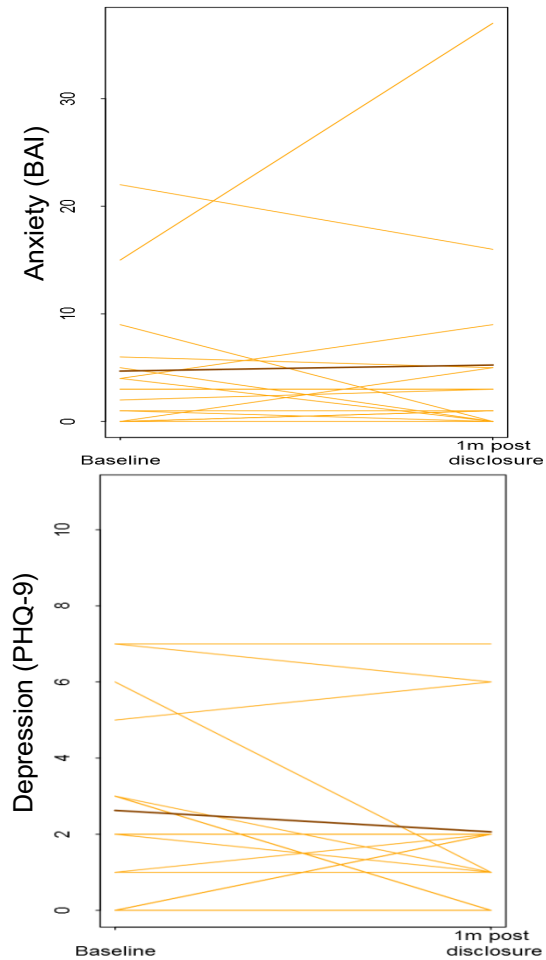 Anxiety (BAI)
30
20
10
0
Baseline
1m post
disclosure
Depression (PHQ-9)
10
8
6
4
2
0
Baseline
1m post
disclosure